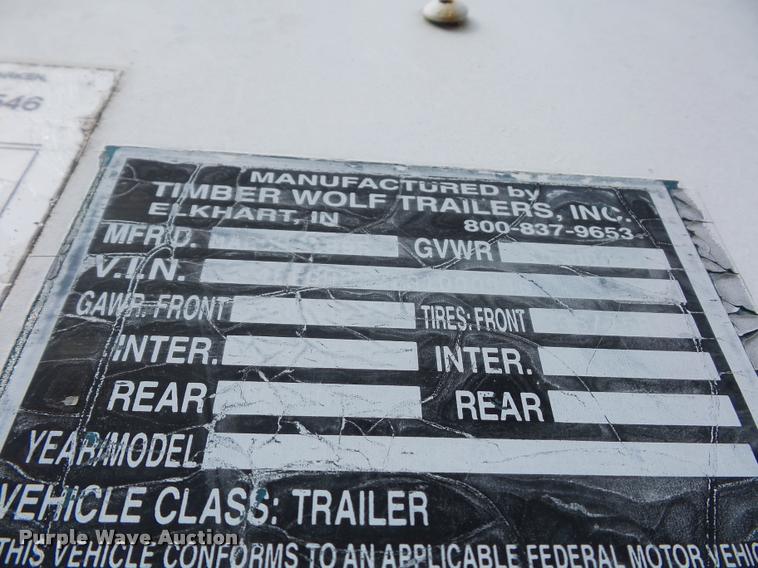 546
MANUFACTURED by
TIMBER WOLF TRAILERS, INC.
ELKHART, IN 800-837-9653
MFR'D. GVWR
V.I.N.
GAWR: FRONT TIRES: FRONT
INTER. INTER.
REAR REAR
YEAR/MODEL
VEHICLE CLASS: TRAILER
THIS VEHICLE CONFORMS TO AN APPLICABLE FEDERAL MOTOR VEHIC
Purple Wave Auction